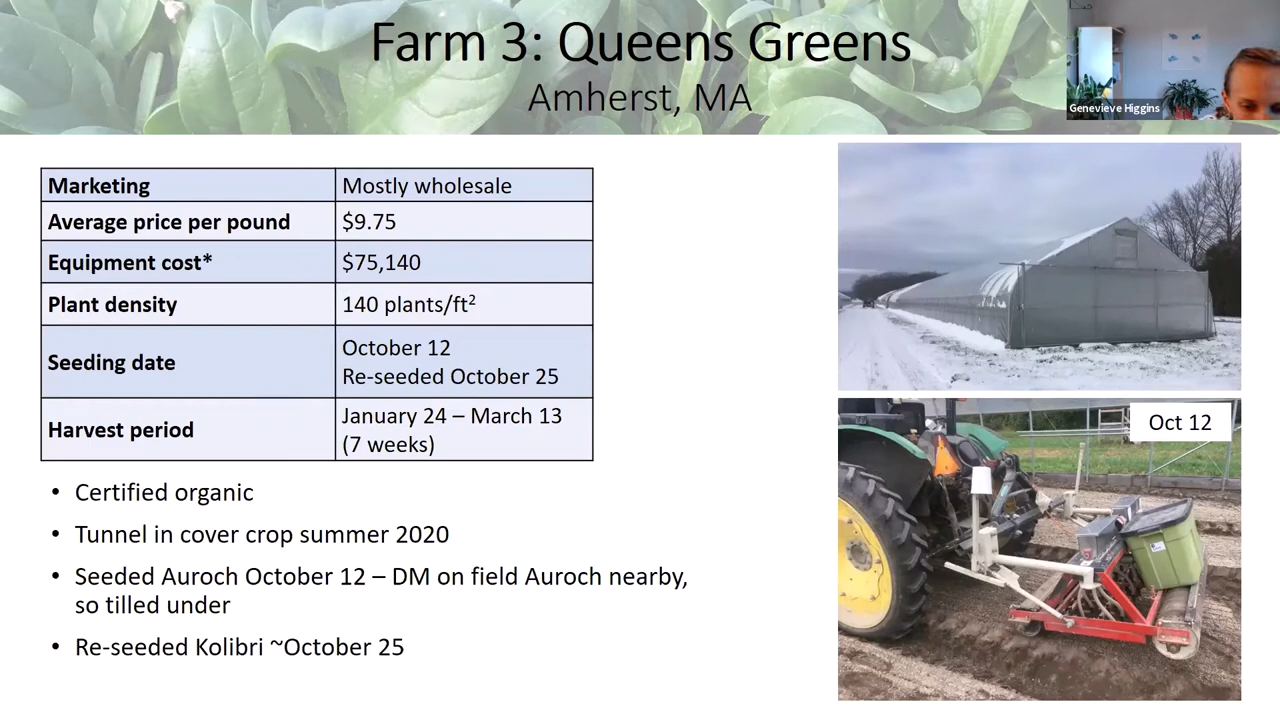 Farm 3: Queens Greens
Amherst, MA
Genevieve Higgins
Marketing
Mostly wholesale
Average price per pound
$9.75
Equipment cost*
$75,140
Plant density
140 plants/ft²
Seeding date
October 12
Re-seeded October 25
Harvest period
January 24 – March 13
(7 weeks)
• Certified organic
• Tunnel in cover crop summer 2020
• Seeded Auroch October 12 – DM on field Auroch nearby,
so tilled under
• Re-seeded Kolibri ~October 25
Oct 12